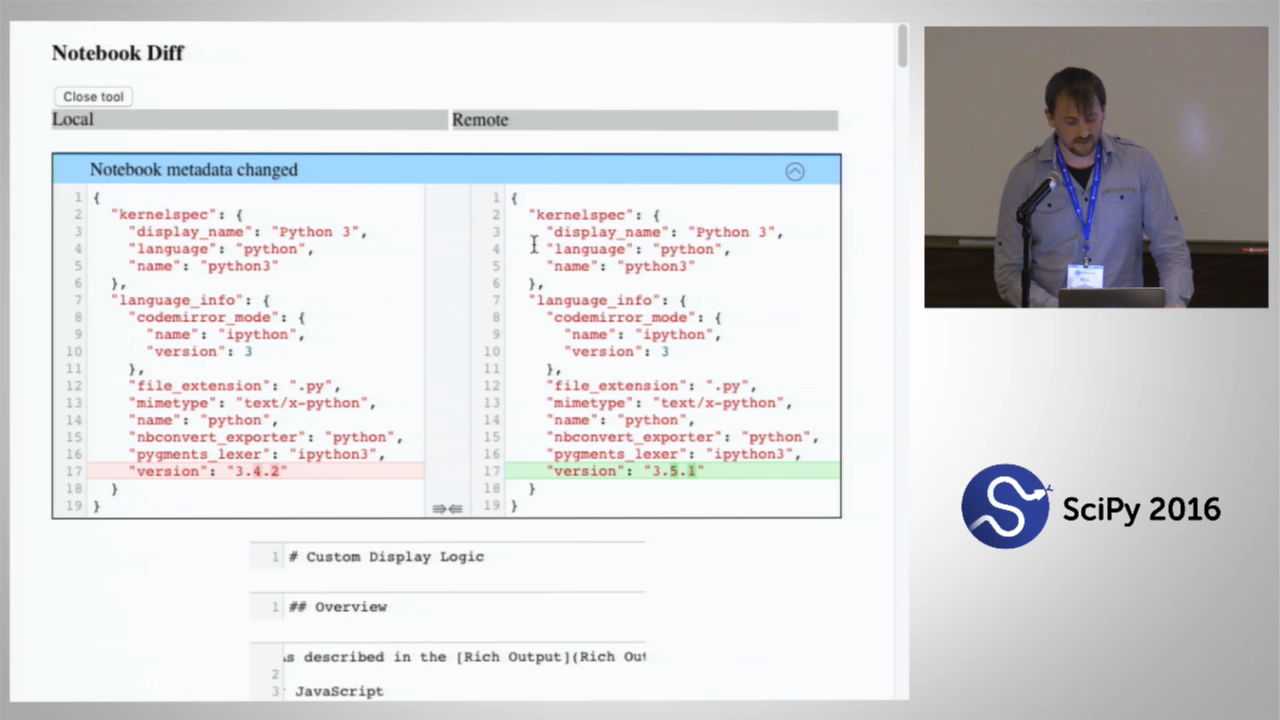 Notebook Diff
Close tool
Local
Remote
Notebook metadata changed
1 {
2 "kernelspec": {
3 "display_name": "Python 3",
4 "language": "python",
5 "name": "python3"
6 },
7 "language_info": {
8 "codemirror_mode": {
9 "name": "ipython",
10 "version": 3
11 },
12 "file_extension": ".py",
13 "mimetype": "text/x-python",
14 "name": "python",
15 "nbconvert_exporter": "python",
16 "pygments_lexer": "ipython3",
17 "version": "3.4.2"
18 }
19 }
1 {
2 "kernelspec": {
3 "display_name": "Python 3",
4 "language": "python",
5 "name": "python3"
6 },
7 "language_info": {
8 "codemirror_mode": {
9 "name": "ipython",
10 "version": 3
11 },
12 "file_extension": ".py",
13 "mimetype": "text/x-python",
14 "name": "python",
15 "nbconvert_exporter": "python",
16 "pygments_lexer": "ipython3",
17 "version": "3.5.1"
18 }
19 }
1 # Custom Display Logic
1 ## Overview
As described in the [Rich Output](Rich Out
2
3 JavaScript
SciPy 2016